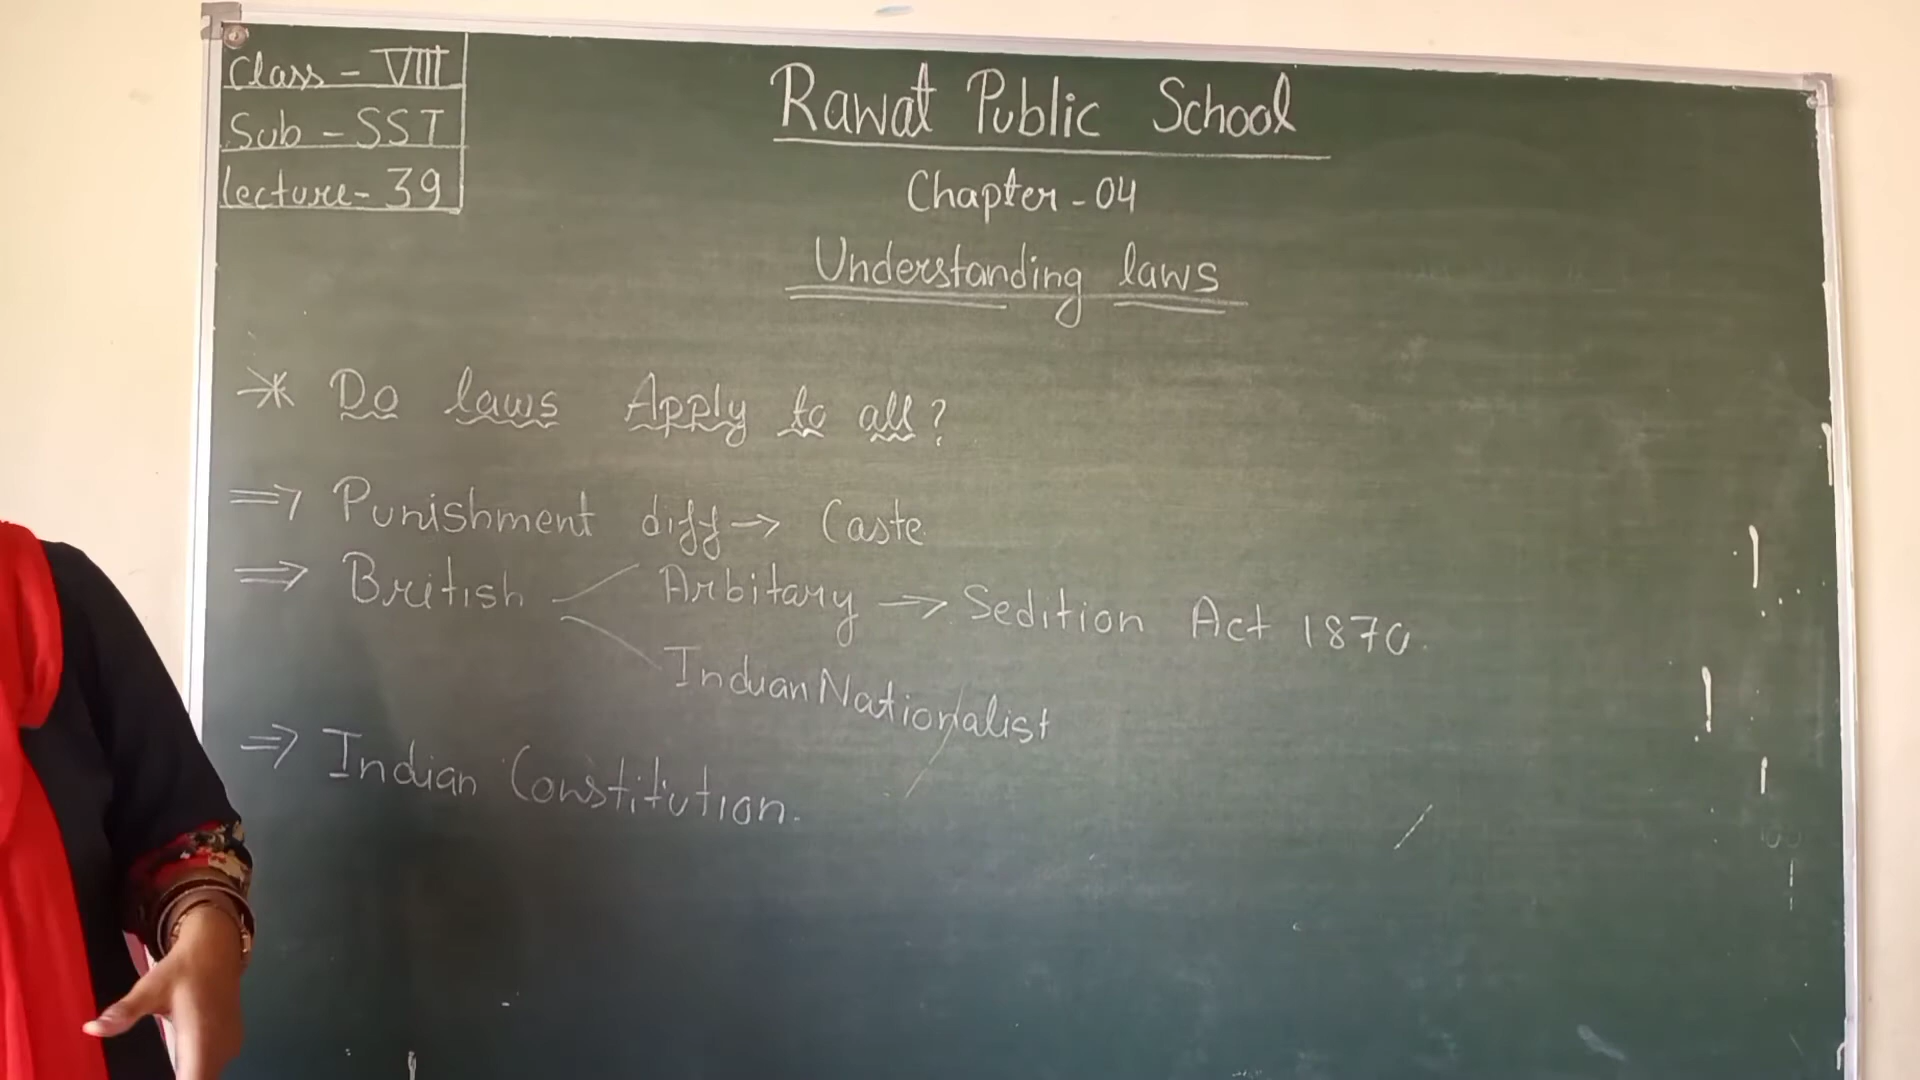 Class - VIII
Sub - SST
lecture - 39
Rawat Public School
Chapter - 04
Understanding laws
* Do laws Apply to all?
⇒ Punishment diff → Caste
⇒ British
Arbitary → Sedition Act 1870.
Indian Nationalist
⇒ Indian Constitution.